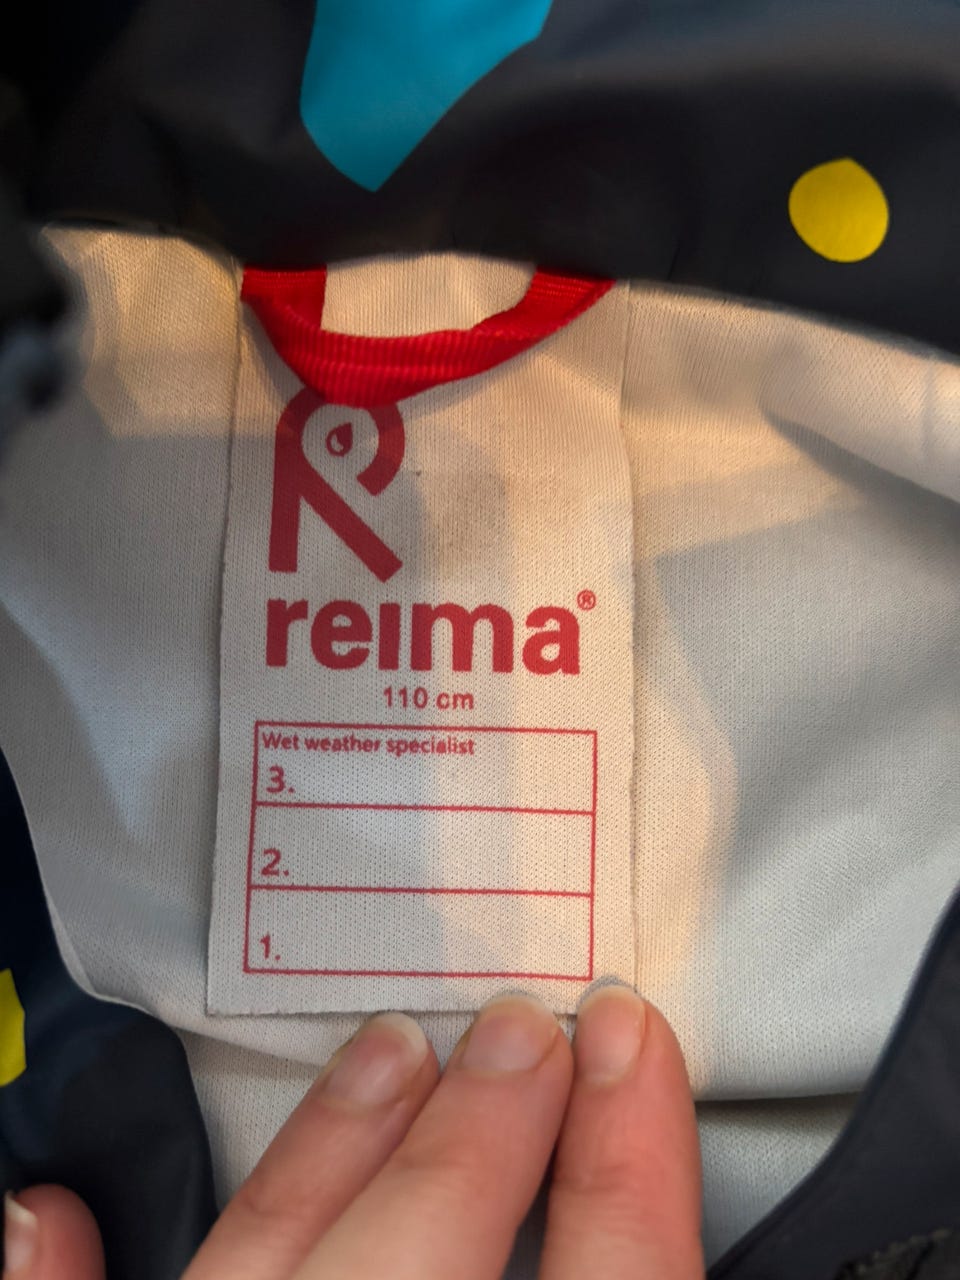 reima®
110 cm
Wet weather specialist
3.
2.
1.